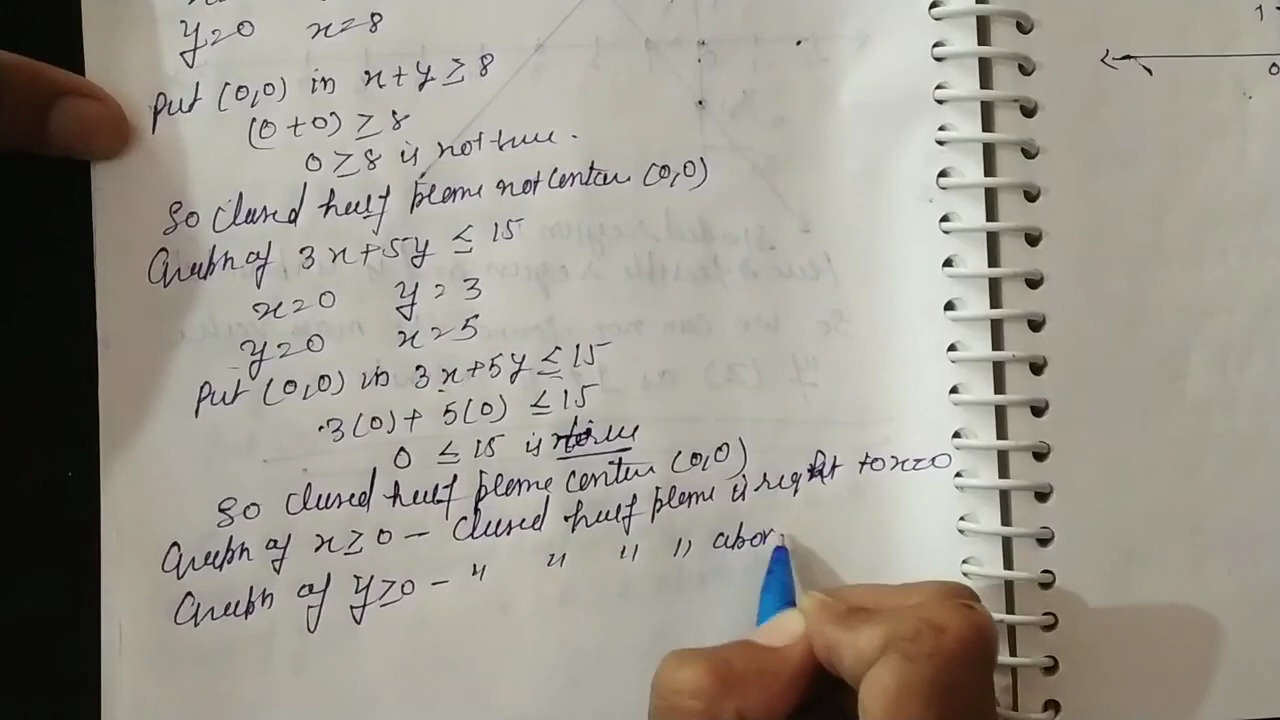 y=0 x=8
Put (0,0) in x+y ≥ 8
(0+0) ≥ 8
0 ≥ 8 is not true.
So Closed half plane not contain (0,0)
Graph of 3x+5y ≤ 15
x=0 y=3
y=0 x=5
Put (0,0) in 3x+5y ≤ 15
3(0)+ 5(0) ≤ 15
0 ≤ 15 is true
So Closed half plane contain (0,0)
Graph of x≥0 - Closed half plane is right to x=0
Graph of y≥0 - " " " " abov
1
0